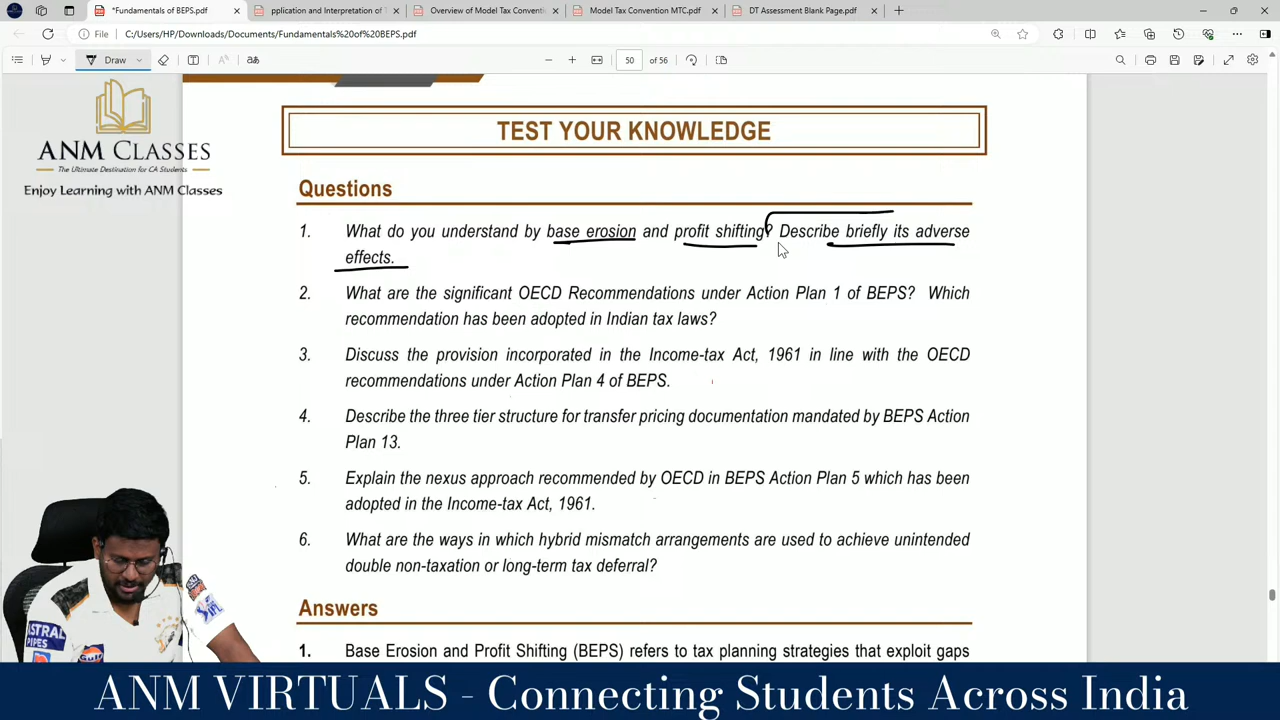 *Fundamentals of BEPS.pdf
pplication and Interpretation of T
Overview of Model Tax Conventi
Model Tax Convention MTC.pdf
DT Assessment Blank Page.pdf
File
C:/Users/HP/Downloads/Documents/Fundamentals%20of%20BEPS.pdf
Draw
50 of 56
ANM CLASSES
The Ultimate Destination for CA Students
Enjoy Learning with ANM Classes
TEST YOUR KNOWLEDGE
Questions
1. What do you understand by base erosion and profit shifting? Describe briefly its adverse
effects.
2. What are the significant OECD Recommendations under Action Plan 1 of BEPS? Which
recommendation has been adopted in Indian tax laws?
3. Discuss the provision incorporated in the Income-tax Act, 1961 in line with the OECD
recommendations under Action Plan 4 of BEPS.
4. Describe the three tier structure for transfer pricing documentation mandated by BEPS Action
Plan 13.
5. Explain the nexus approach recommended by OECD in BEPS Action Plan 5 which has been
adopted in the Income-tax Act, 1961.
6. What are the ways in which hybrid mismatch arrangements are used to achieve unintended
double non-taxation or long-term tax deferral?
Answers
1. Base Erosion and Profit Shifting (BEPS) refers to tax planning strategies that exploit gaps
ASTRAL
PIPES
Gulf
IPL
ANM VIRTUALS - Connecting Students Across India